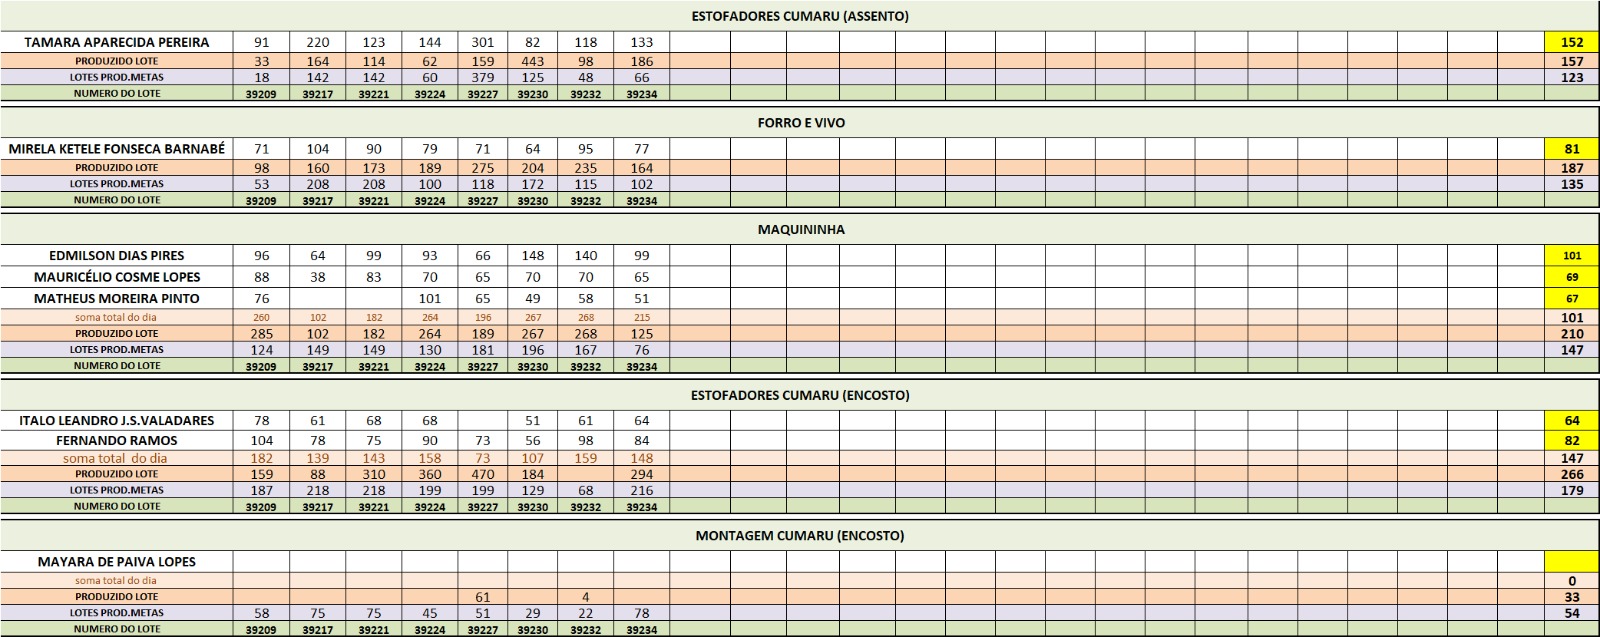 ESTOFADORES CUMARU (ASSENTO)
TAMARA APARECIDA PEREIRA 91 220 123 144 301 82 118 133 152
PRODUZIDO LOTE 33 164 114 62 159 443 98 186 157
LOTES PROD.METAS 18 142 142 60 379 125 48 66 123
NUMERO DO LOTE 39209 39217 39221 39224 39227 39230 39232 39234
FORRO E VIVO
MIRELA KETELE FONSECA BARNABÉ 71 104 90 79 71 64 95 77 81
PRODUZIDO LOTE 98 160 173 189 275 204 235 164 187
LOTES PROD.METAS 53 208 208 100 118 172 115 102 135
NUMERO DO LOTE 39209 39217 39221 39224 39227 39230 39232 39234
MAQUININHA
EDMILSON DIAS PIRES 96 64 99 93 66 148 140 99 101
MAURICÉLIO COSME LOPES 88 38 83 70 65 70 70 65 69
MATHEUS MOREIRA PINTO 76 101 65 49 58 51 67
soma total do dia 260 102 182 264 196 267 268 215 101
PRODUZIDO LOTE 285 102 182 264 189 267 268 125 210
LOTES PROD.METAS 124 149 149 130 181 196 167 76 147
NUMERO DO LOTE 39209 39217 39221 39224 39227 39230 39232 39234
ESTOFADORES CUMARU (ENCOSTO)
ITALO LEANDRO J.S.VALADARES 78 61 68 68 51 61 64 64
FERNANDO RAMOS 104 78 75 90 73 56 98 84 82
soma total do dia 182 139 143 158 73 107 159 148 147
PRODUZIDO LOTE 159 88 310 360 470 184 294 266
LOTES PROD.METAS 187 218 218 199 199 129 68 216 179
NUMERO DO LOTE 39209 39217 39221 39224 39227 39230 39232 39234
MONTAGEM CUMARU (ENCOSTO)
MAYARA DE PAIVA LOPES
soma total do dia 0
PRODUZIDO LOTE 61 4 33
LOTES PROD.METAS 58 75 75 45 51 29 22 78 54
NUMERO DO LOTE 39209 39217 39221 39224 39227 39230 39232 39234